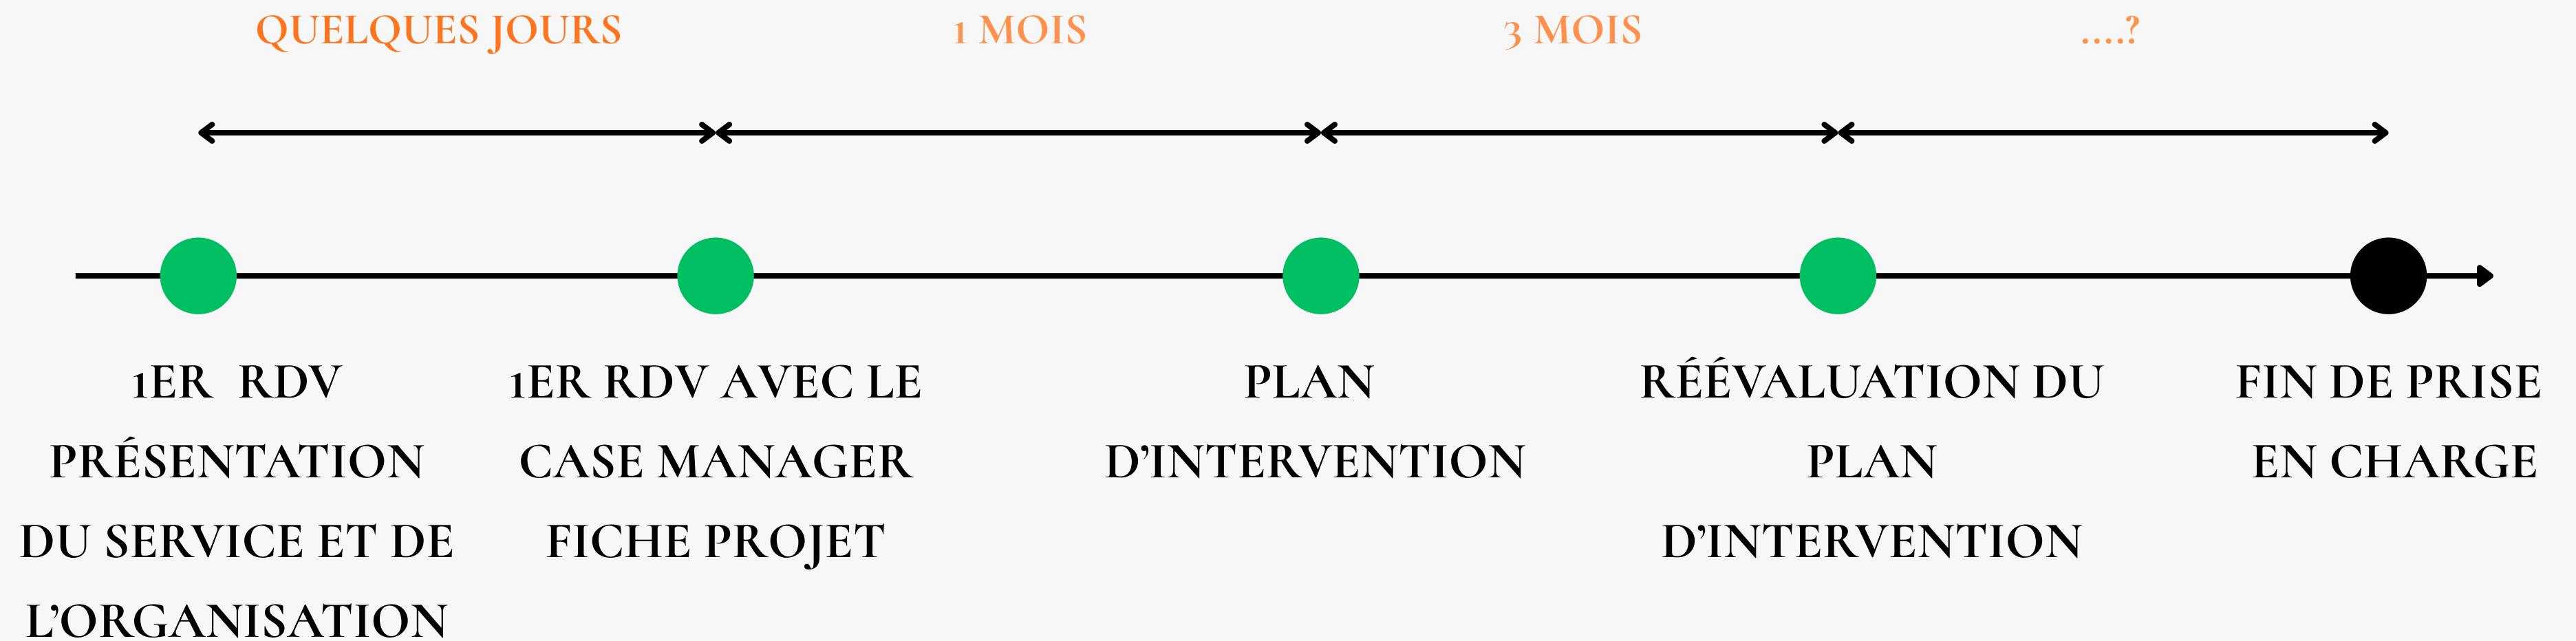 QUELQUES JOURS
1 MOIS
3 MOIS
....?
1ER RDV
PRÉSENTATION
DU SERVICE ET DE
L'ORGANISATION
1ER RDV AVEC LE
CASE MANAGER
FICHE PROJET
PLAN
D'INTERVENTION
RÉÉVALUATION DU
PLAN
D'INTERVENTION
FIN DE PRISE
EN CHARGE